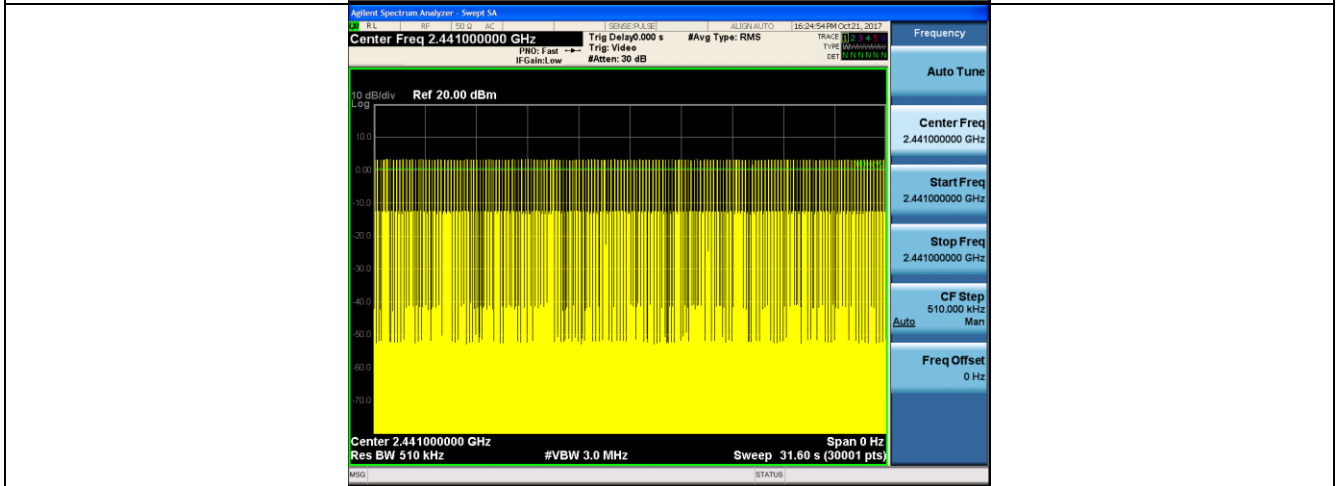 Agilent Spectrum Analyzer - Swept SA
RL RF 50 Ω AC SENSE:PULSE ALIGN AUTO 16:24:54 PM Oct 21, 2017
Center Freq 2.441000000 GHz
PNO: Fast
IFGain:Low
Trig Delay0.000 s
Trig: Video
#Atten: 30 dB
#Avg Type: RMS
TRACE 1 2 3 4 5 6
TYPE
DET N N N N N N
10 dB/div
Log
Ref 20.00 dBm
10.0
0.00
-10.0
-20.0
-30.0
-40.0
-50.0
-60.0
-70.0
Center 2.441000000 GHz
Span 0 Hz
Res BW 510 kHz
#VBW 3.0 MHz
Sweep 31.60 s (30001 pts)
MSG
STATUS
Frequency
Auto Tune
Center Freq
2.441000000 GHz
Start Freq
2.441000000 GHz
Stop Freq
2.441000000 GHz
CF Step
510.000 kHz
Auto Man
Freq Offset
0 Hz